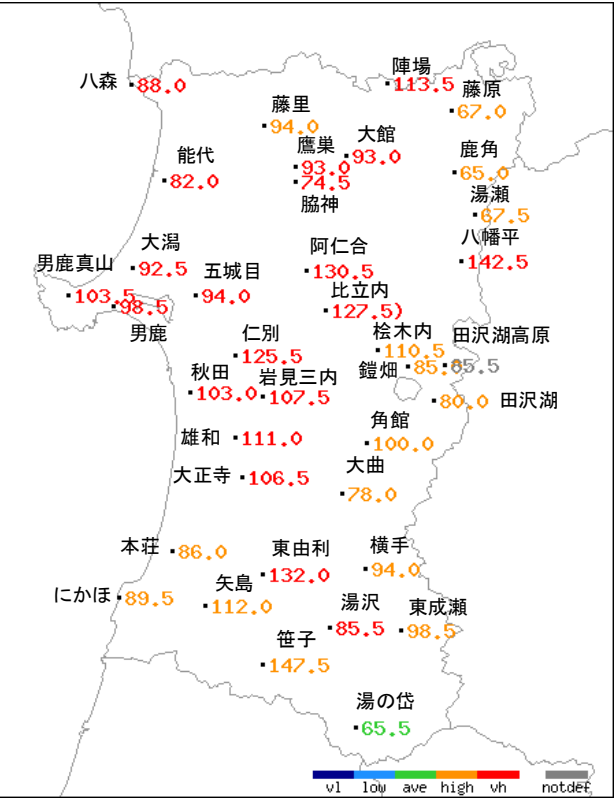 陣場
八森
88.0
113.5
藤原
67.0
藤里
94.0
大館
93.0
鷹巣
93.0
74.5
脇神
能代
82.0
鹿角
65.0
湯瀬
67.5
八幡平
142.5
大潟
92.5
男鹿真山
103.5
98.5
男鹿
五城目
94.0
阿仁合
130.5
比立内
127.5)
仁別
125.5
桧木内
110.5
田沢湖高原
85.5
鎧畑
85.
秋田
103.0
岩見三内
107.5
80.0 田沢湖
角館
100.0
雄和 111.0
大正寺 106.5
大曲
78.0
本荘
86.0
東由利
132.0
横手
94.0
にかほ 89.5
矢島
112.0
湯沢
85.5
東成瀬
98.5
笹子
147.5
湯の岱
65.5
vl low ave high vh notdef